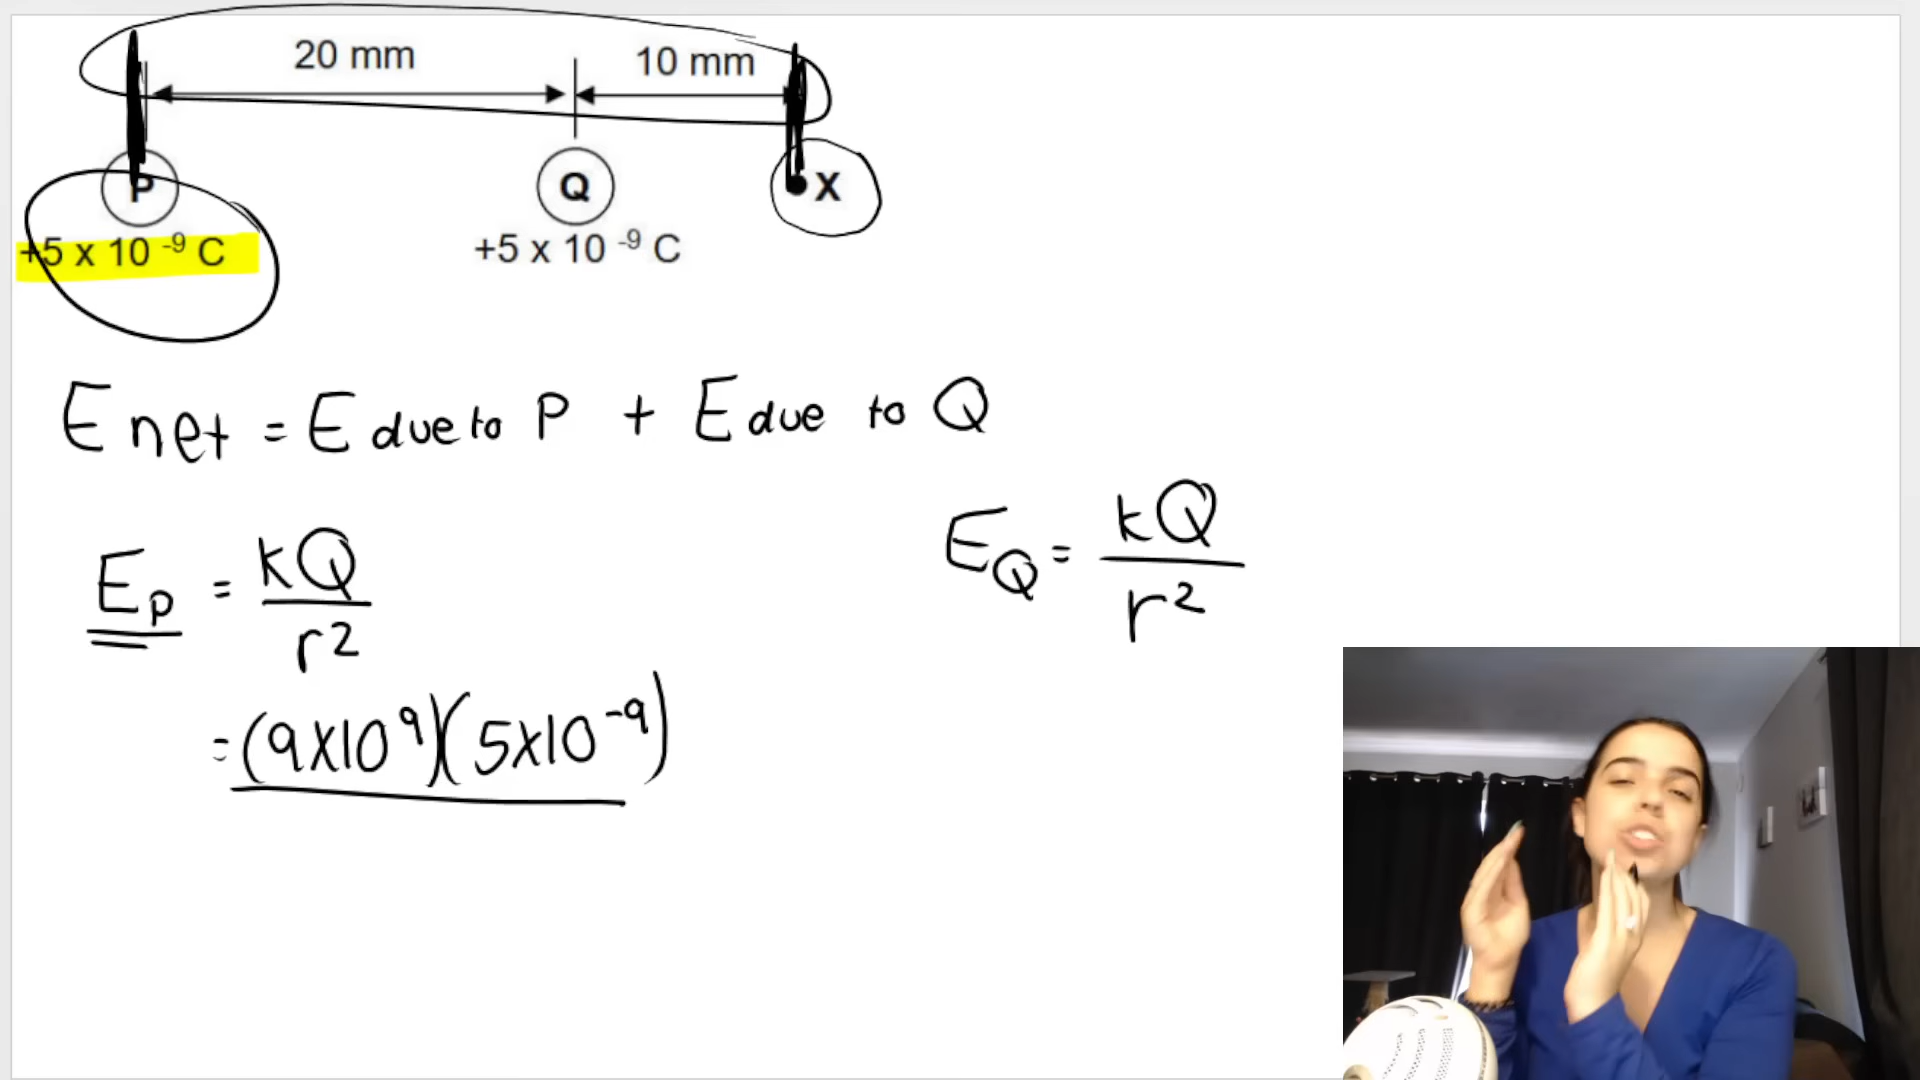 20 mm 10 mm
P Q X
+5 x 10 ⁻⁹ C +5 x 10 ⁻⁹ C
E net = E due to P + E due to Q
E_P = kQ / r²
E_Q = kQ / r²
= (9X10⁹)(5X10⁻⁹)